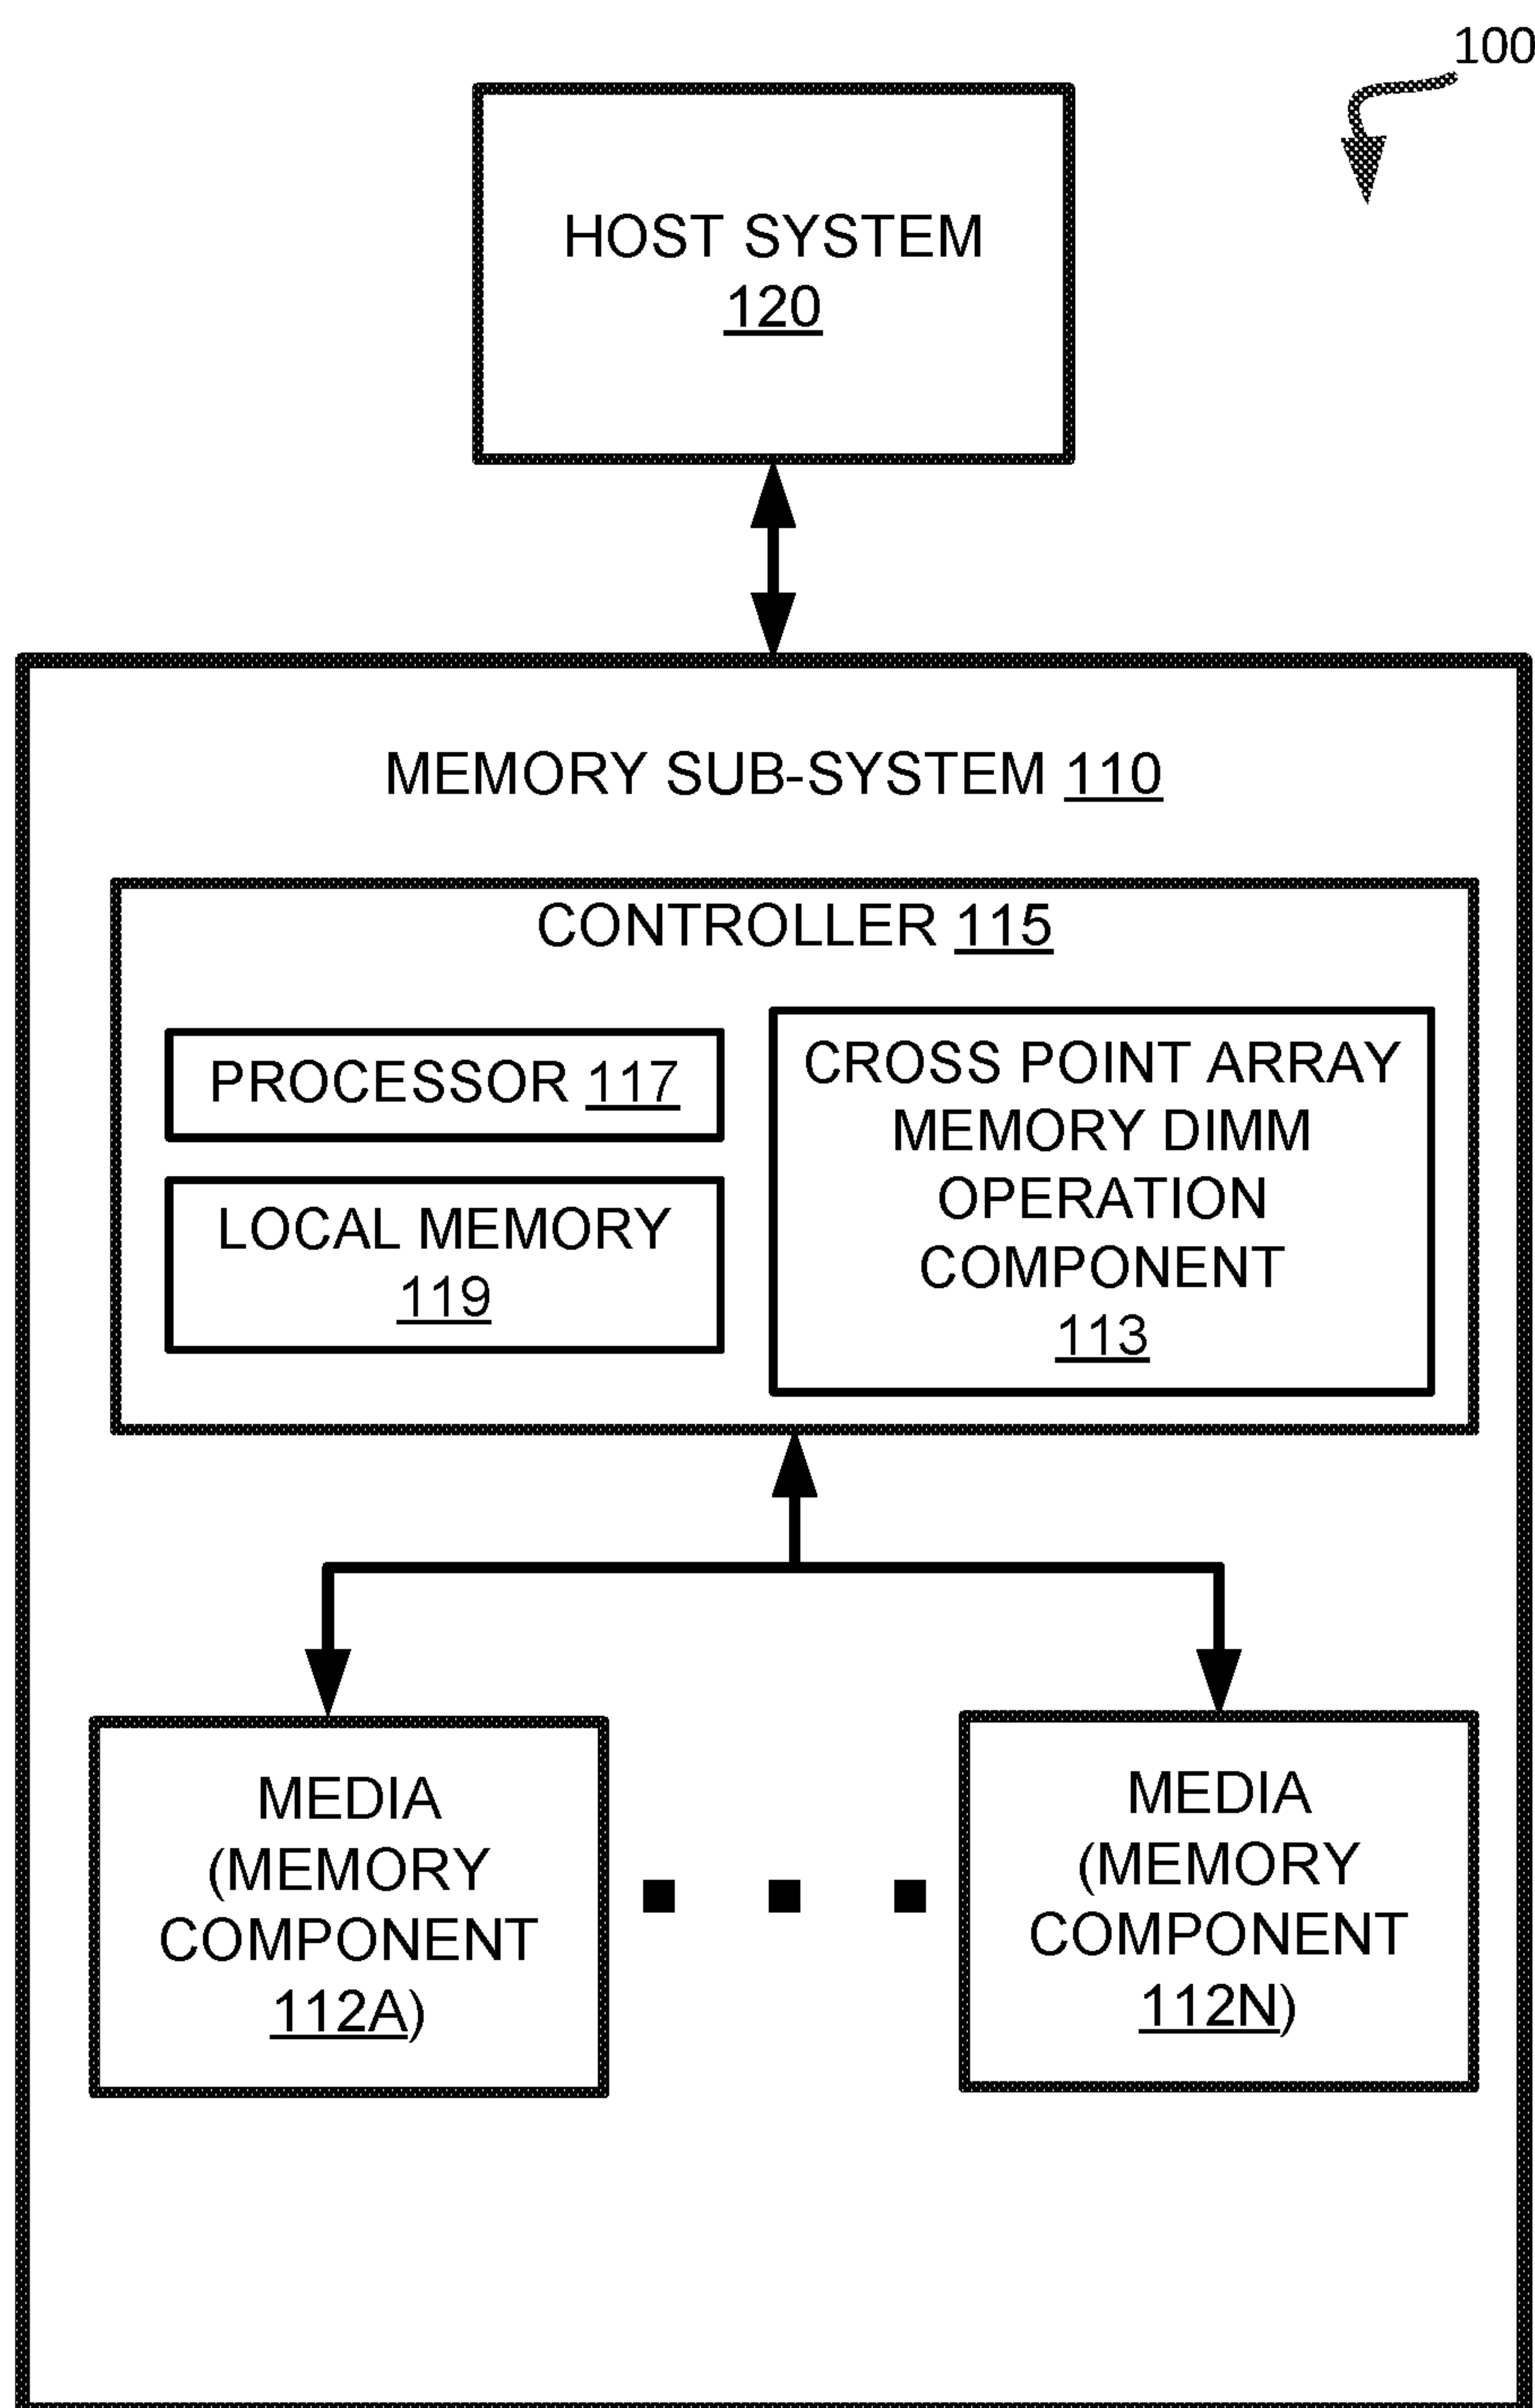 100
HOST SYSTEM
120
MEMORY SUB-SYSTEM 110
CONTROLLER 115
PROCESSOR 117
LOCAL MEMORY
119
CROSS POINT ARRAY
MEMORY DIMM
OPERATION
COMPONENT
113
MEDIA
(MEMORY
COMPONENT
112A)
MEDIA
(MEMORY
COMPONENT
112N)